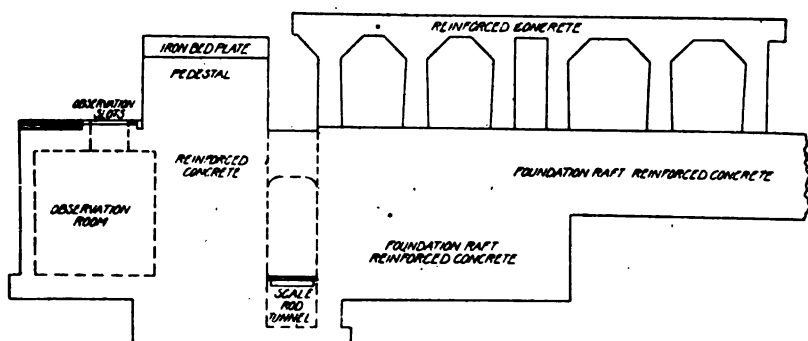 REINFORCED CONCRETE
IRON BED PLATE
PEDESTAL
OBSERVATION
SLOTS
REINFORCED
CONCRETE
FOUNDATION RAFT REINFORCED CONCRETE
OBSERVATION
ROOM
FOUNDATION RAFT
REINFORCED CONCRETE
SCALE
ROD
TUNNEL